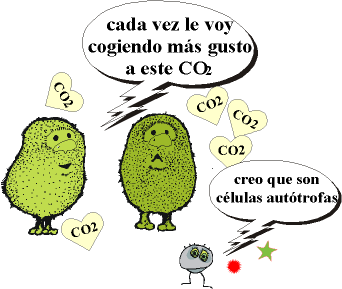 cada vez le voy
cogiendo más gusto
a este CO2
CO2
CO2
CO2
CO2
CO2
creo que son
células autótrofas